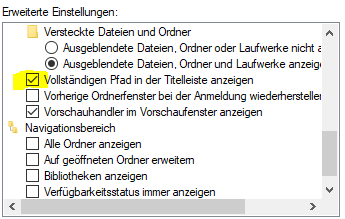 Erweiterte Einstellungen:
Versteckte Dateien und Ordner
Ausgeblendete Dateien, Ordner oder Laufwerke nicht a
Ausgeblendete Dateien, Ordner und Laufwerke anzeige
Vollständigen Pfad in der Titelleiste anzeigen
Vorherige Ordnerfenster bei der Anmeldung wiederherstelle
Vorschauhandler im Vorschaufenster anzeigen
Navigationsbereich
Alle Ordner anzeigen
Auf geöffneten Ordner erweitern
Bibliotheken anzeigen
Verfügbarkeitsstatus immer anzeigen